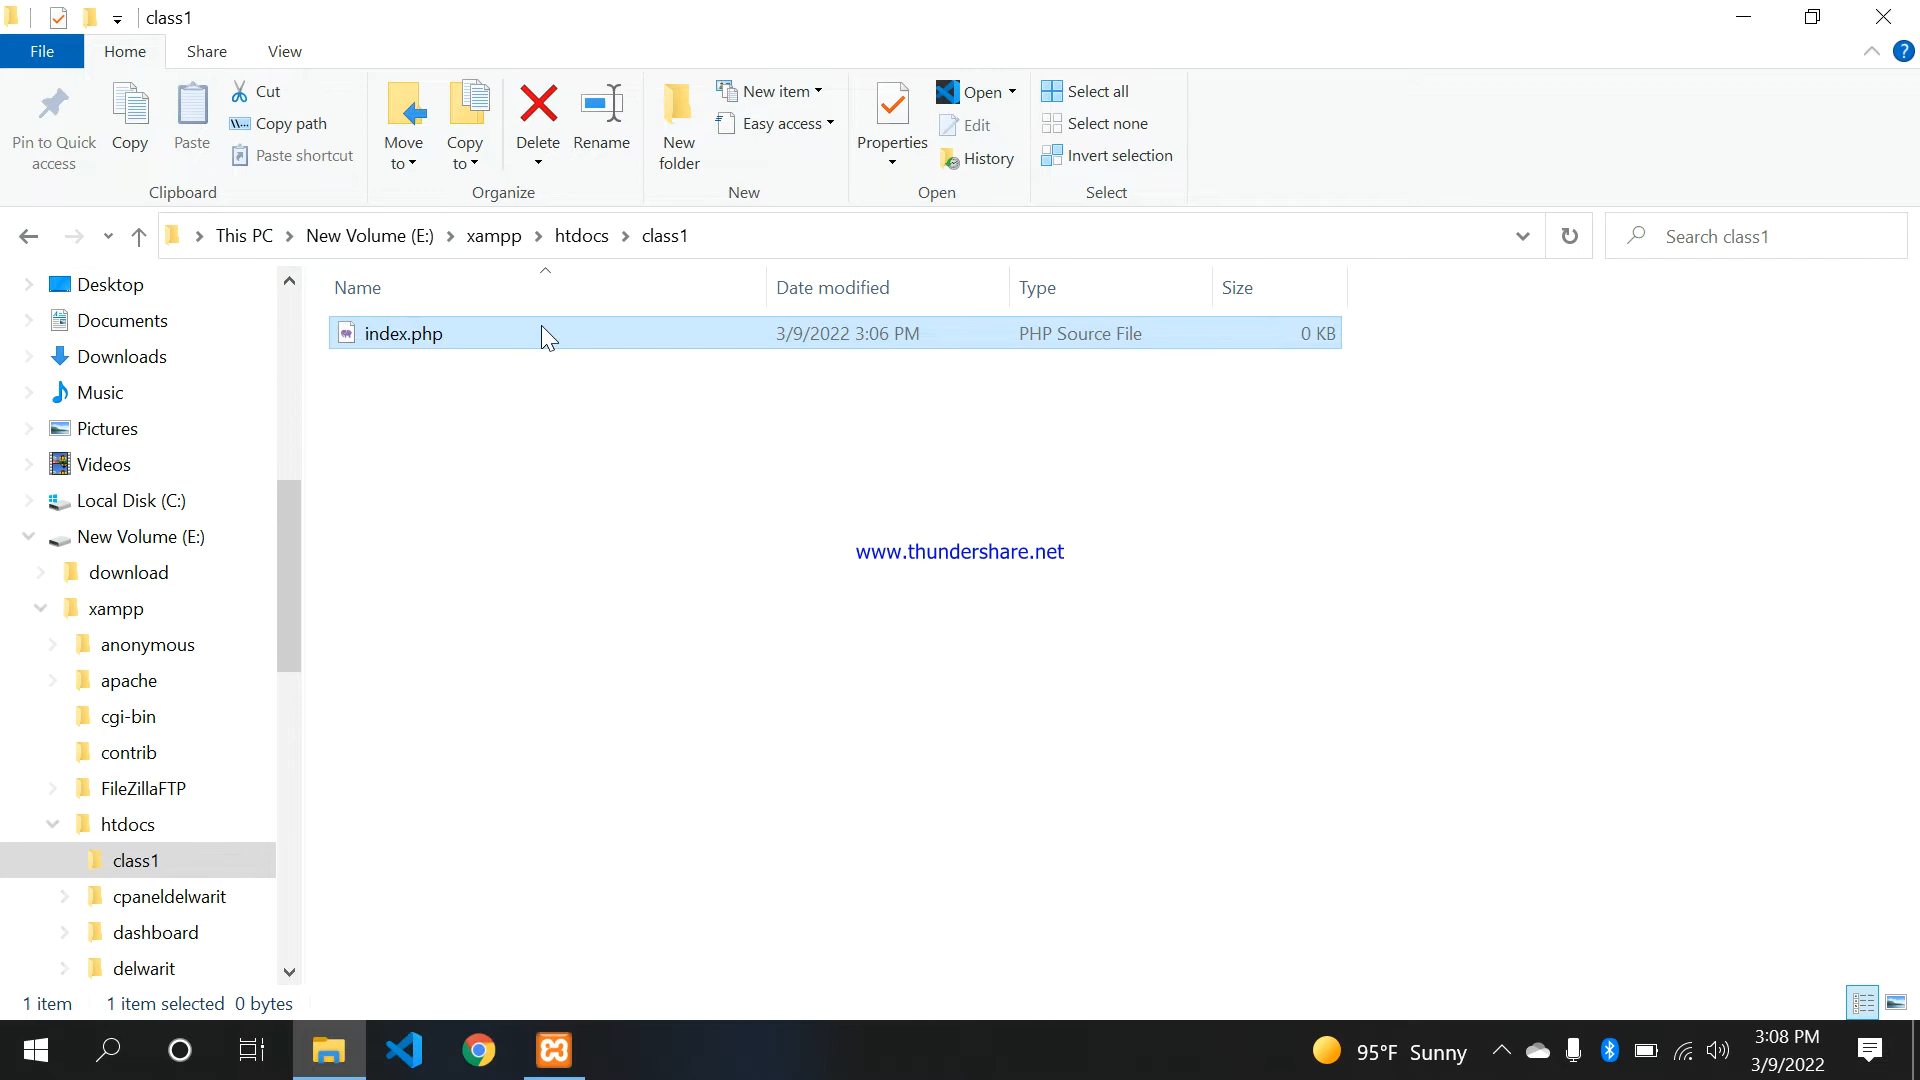 class1
File
Home
Share
View
?
Pin to Quick access
Copy
Paste
Cut
Copy path
Paste shortcut
Clipboard
Move to
Copy to
Delete
Rename
Organize
New folder
New item
Easy access
New
Properties
Open
Edit
History
Open
Select all
Select none
Invert selection
Select
This PC
New Volume (E:)
xampp
htdocs
class1
Search class1
Name
Date modified
Type
Size
index.php
3/9/2022 3:06 PM
PHP Source File
0 KB
Desktop
Documents
Downloads
Music
Pictures
Videos
Local Disk (C:)
New Volume (E:)
download
xampp
anonymous
apache
cgi-bin
contrib
FileZillaFTP
htdocs
class1
cpaneldelwarit
dashboard
delwarit
www.thundershare.net
1 item
1 item selected 0 bytes
95°F Sunny
3:08 PM
3/9/2022